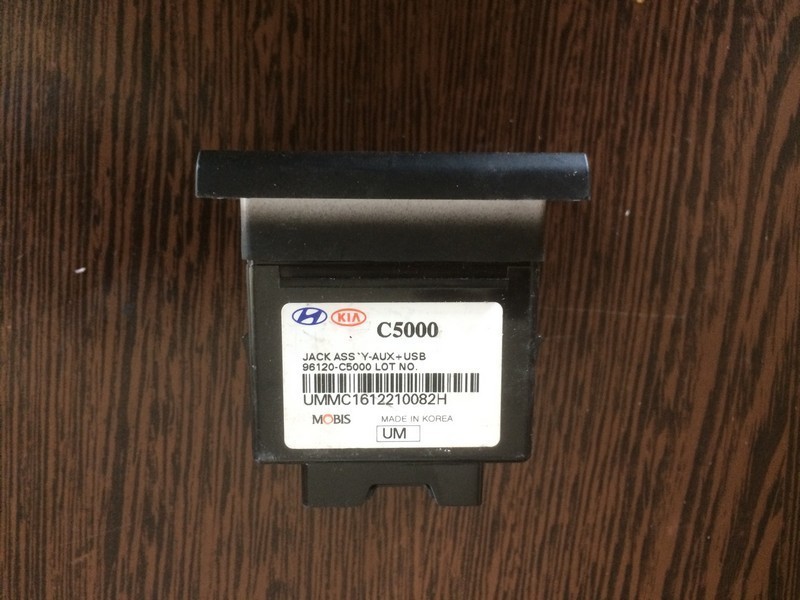 KIA C5000
JACK ASS`Y-AUX+USB
96120-C5000 LOT NO.
UMMC1612210082H
MOBIS MADE IN KOREA
UM